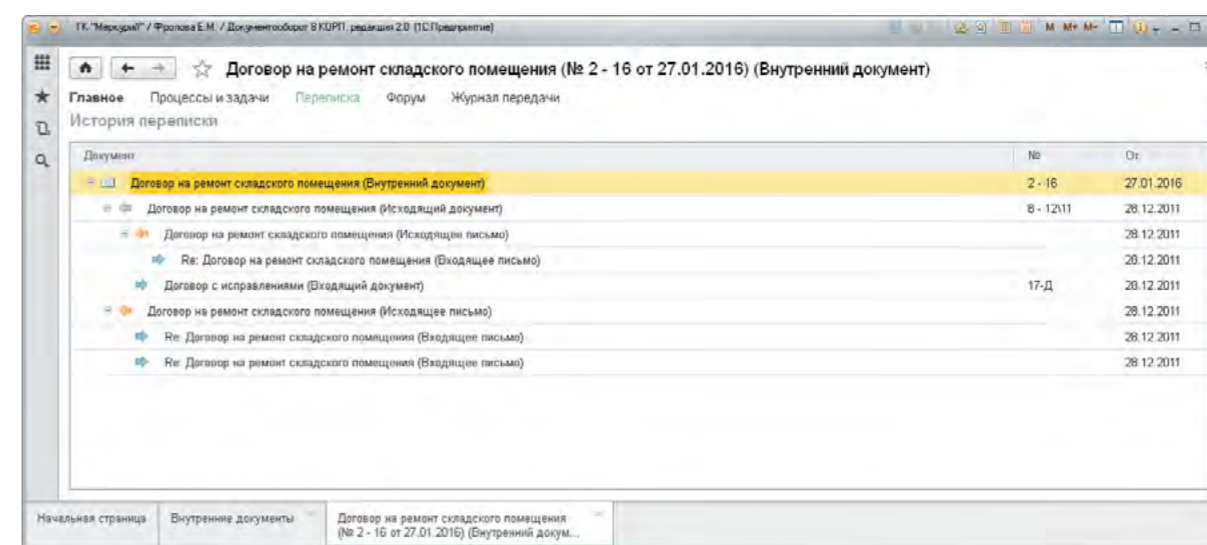 ГК "Меркурий" / Фролова Е.М. / Документооборот 8 КОРП, редакция 2.0 (1С:Предприятие)
M M+ M-
Договор на ремонт складского помещения (№ 2 - 16 от 27.01.2016) (Внутренний документ)
Главное Процессы и задачи Переписка Форум Журнал передачи
История переписки
Документ № От
Договор на ремонт складского помещения (Внутренний документ) 2 - 16 27.01.2016
Договор на ремонт складского помещения (Исходящий документ) 8 - 12\11 28.12.2011
Договор на ремонт складского помещения (Исходящее письмо) 28.12.2011
Re: Договор на ремонт складского помещения (Входящее письмо) 28.12.2011
Договор с исправлениями (Входящий документ) 17-Д 28.12.2011
Договор на ремонт складского помещения (Исходящее письмо) 28.12.2011
Re: Договор на ремонт складского помещения (Входящее письмо) 28.12.2011
Re: Договор на ремонт складского помещения (Входящее письмо) 28.12.2011
Начальная страница Внутренние документы Договор на ремонт складского помещения
(№ 2 - 16 от 27.01.2016) (Внутренний докум...